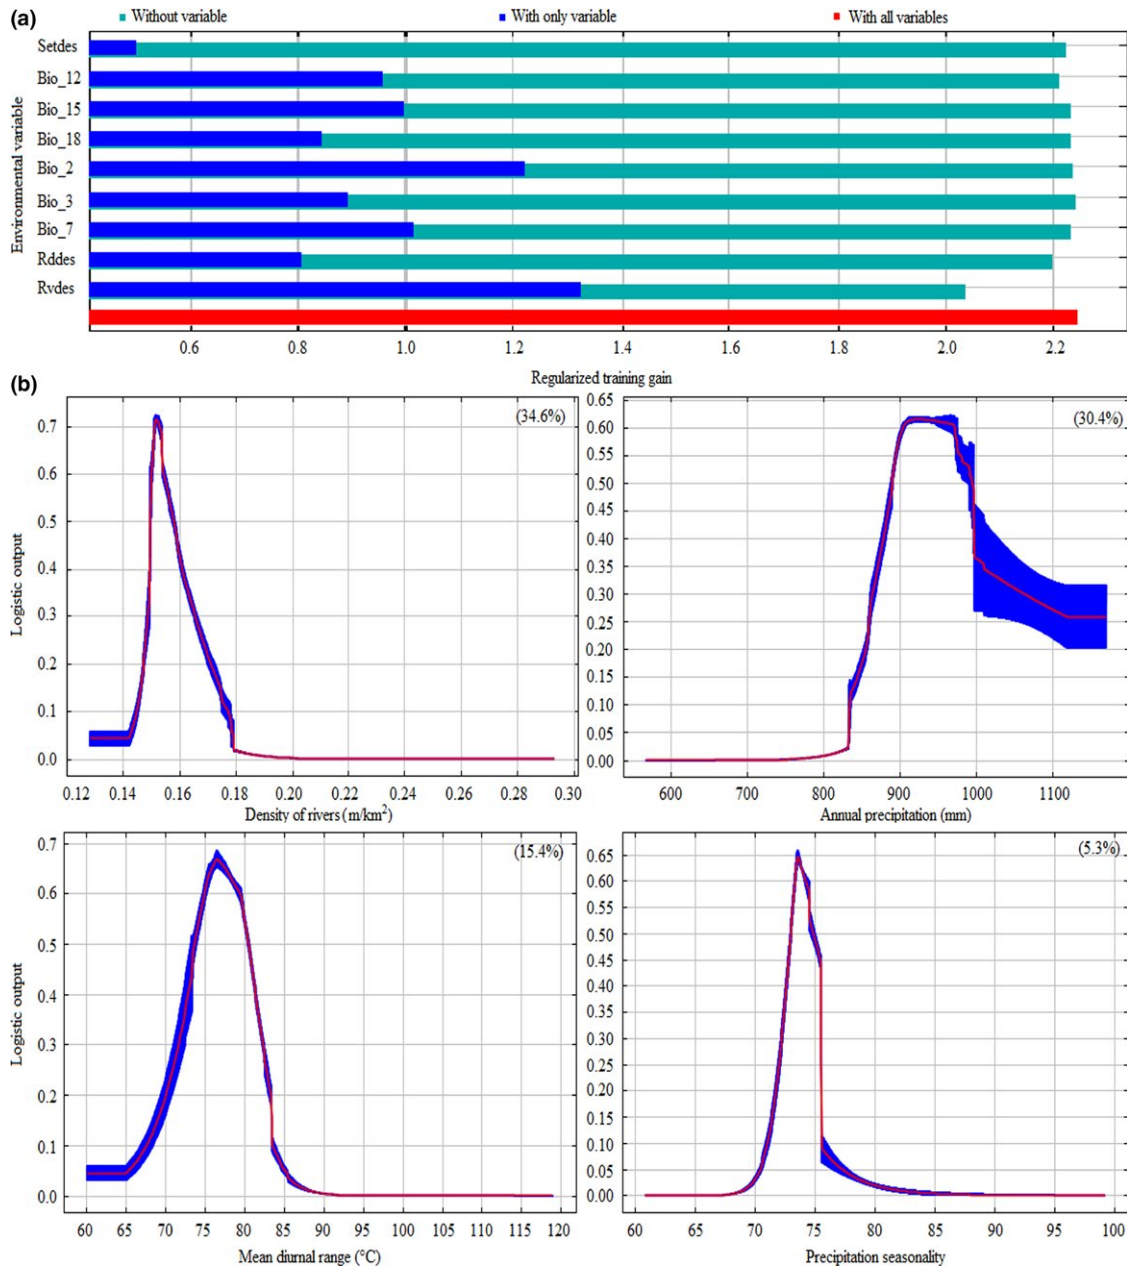 (a)
Without variable
With only variable
With all variables
Environmental variable
Setdes
Bio_12
Bio_15
Bio_18
Bio_2
Bio_3
Bio_7
Rddes
Rvdes
0.6 0.8 1.0 1.2 1.4 1.6 1.8 2.0 2.2
Regularized training gain
(b)
(34.6%)
Logistic output
0.7
0.6
0.5
0.4
0.3
0.2
0.1
0.0
0.12 0.14 0.16 0.18 0.20 0.22 0.24 0.26 0.28 0.30
Density of rivers (m/km²)
(30.4%)
0.65
0.60
0.55
0.50
0.45
0.40
0.35
0.30
0.25
0.20
0.15
0.10
0.05
0.00
600 700 800 900 1000 1100
Annual precipitation (mm)
(15.4%)
Logistic output
0.7
0.6
0.5
0.4
0.3
0.2
0.1
0.0
60 65 70 75 80 85 90 95 100 105 110 115 120
Mean diurnal range (°C)
(5.3%)
0.65
0.60
0.55
0.50
0.45
0.40
0.35
0.30
0.25
0.20
0.15
0.10
0.05
0.00
60 65 70 75 80 85 90 95 100
Precipitation seasonality